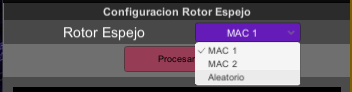 Configuracion Rotor Espejo
Rotor Espejo MAC 1
MAC 1
Procesar MAC 2
Aleatorio